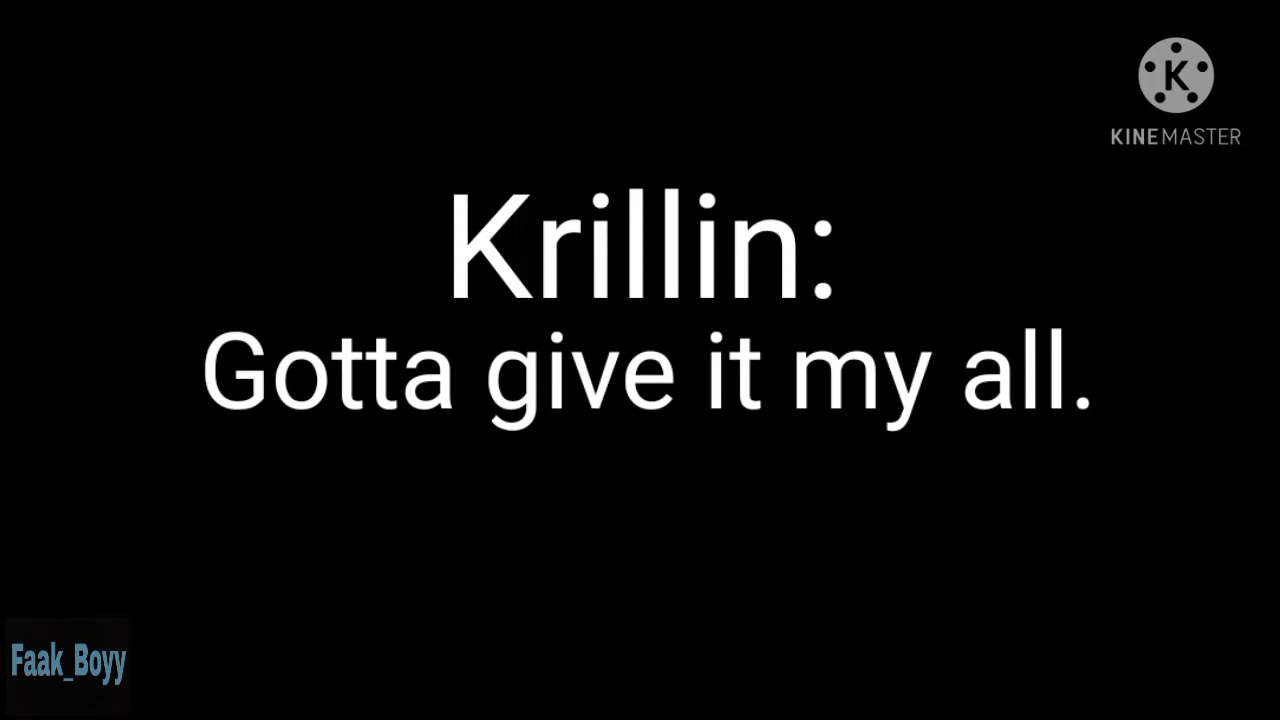 K
KINEMASTER
Krillin:
Gotta give it my all.
Faak_Boyy